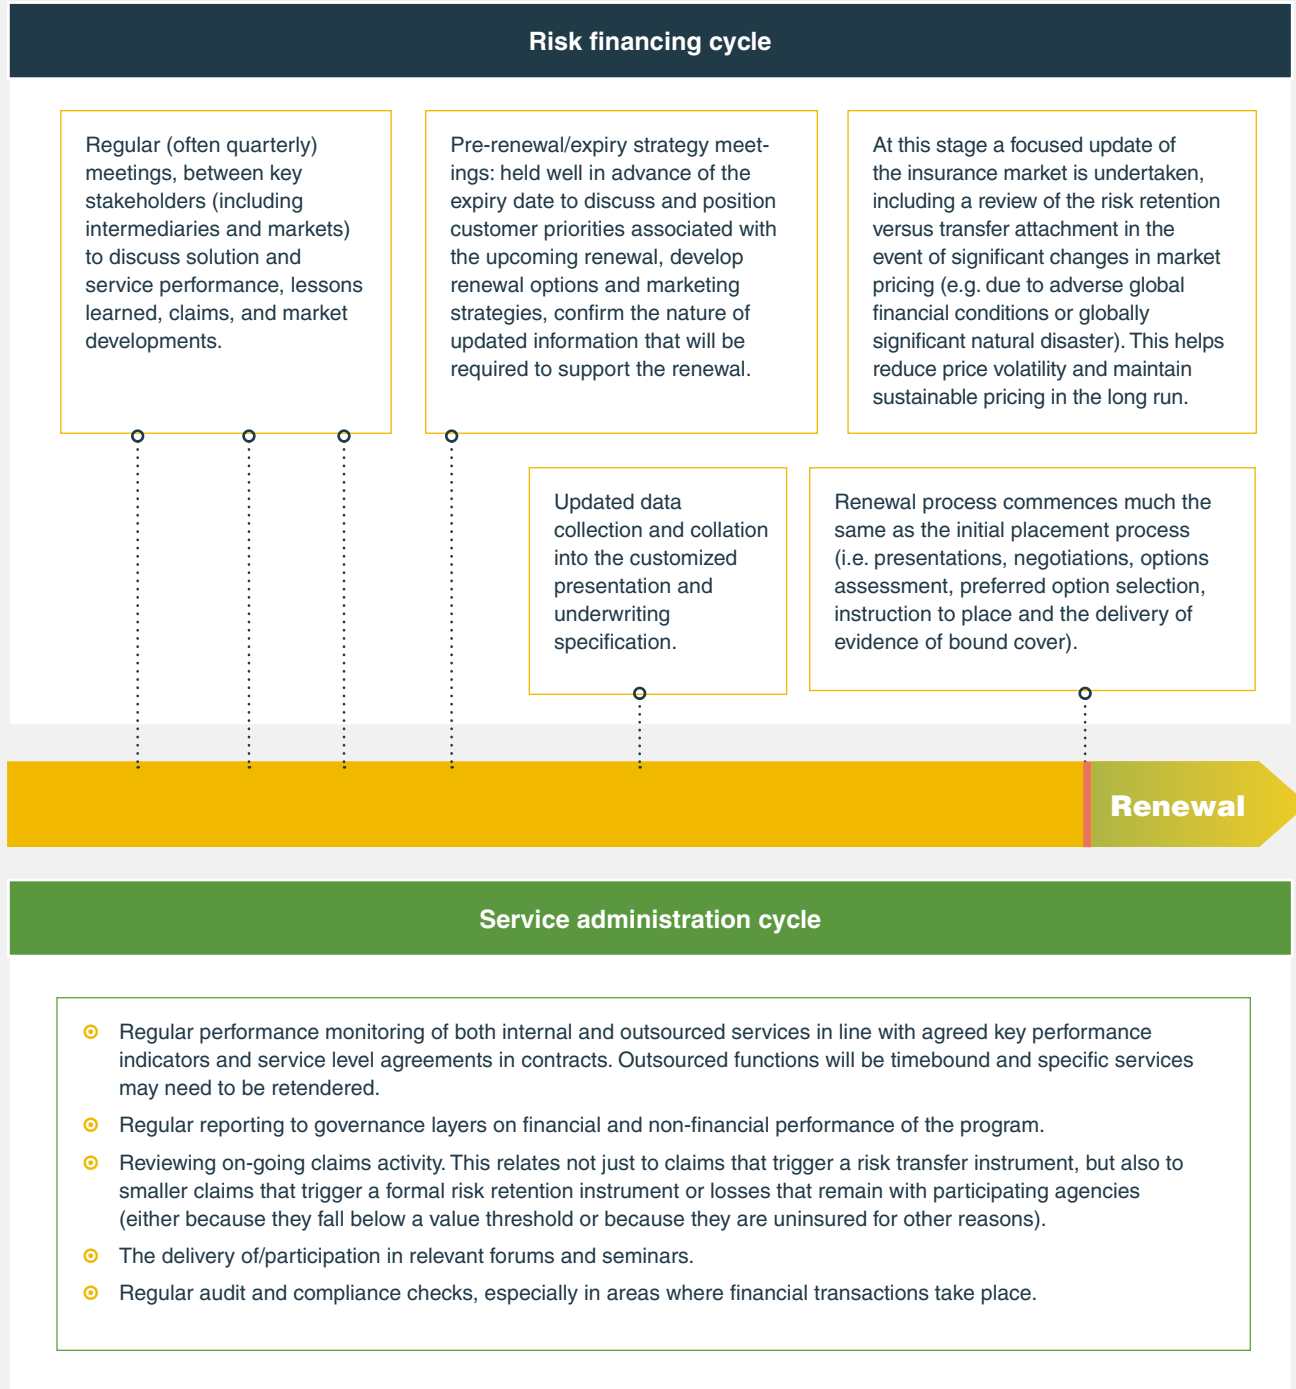 Risk financing cycle
Regular (often quarterly)
meetings, between key
stakeholders (including
intermediaries and markets)
to discuss solution and
service performance, lessons
learned, claims, and market
developments.
Pre-renewal/expiry strategy meet-
ings: held well in advance of the
expiry date to discuss and position
customer priorities associated with
the upcoming renewal, develop
renewal options and marketing
strategies, confirm the nature of
updated information that will be
required to support the renewal.
At this stage a focused update of
the insurance market is undertaken,
including a review of the risk retention
versus transfer attachment in the
event of significant changes in market
pricing (e.g. due to adverse global
financial conditions or globally
significant natural disaster). This helps
reduce price volatility and maintain
sustainable pricing in the long run.
Updated data
collection and collation
into the customized
presentation and
underwriting
specification.
Renewal process commences much the
same as the initial placement process
(i.e. presentations, negotiations, options
assessment, preferred option selection,
instruction to place and the delivery of
evidence of bound cover).
Renewal
Service administration cycle
Regular performance monitoring of both internal and outsourced services in line with agreed key performance
indicators and service level agreements in contracts. Outsourced functions will be timebound and specific services
may need to be retendered.
Regular reporting to governance layers on financial and non-financial performance of the program.
Reviewing on-going claims activity. This relates not just to claims that trigger a risk transfer instrument, but also to
smaller claims that trigger a formal risk retention instrument or losses that remain with participating agencies
(either because they fall below a value threshold or because they are uninsured for other reasons).
The delivery of/participation in relevant forums and seminars.
Regular audit and compliance checks, especially in areas where financial transactions take place.